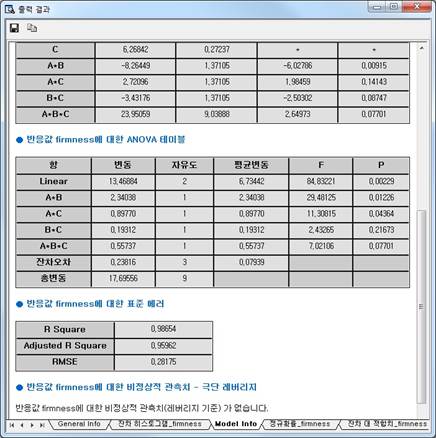 출력 결과
C 6,26842 0,27237 * *
A*B -8,26449 1,37105 -6,02786 0,00915
A*C 2,72096 1,37105 1,98459 0,14143
B*C -3,43176 1,37105 -2,50302 0,08747
A*B*C 23,95059 9,03888 2,64973 0,07701
반응값 firmness에 대한 ANOVA 테이블
항 변동 자유도 평균변동 F P
Linear 13,46884 2 6,73442 84,83221 0,00229
A*B 2,34038 1 2,34038 29,48125 0,01226
A*C 0,89770 1 0,89770 11,30815 0,04364
B*C 0,19312 1 0,19312 2,43265 0,21673
A*B*C 0,55737 1 0,55737 7,02106 0,07701
잔차오차 0,23816 3 0,07939
총변동 17,69556 9
반응값 firmness에 대한 표준 에러
R Square 0,98654
Adjusted R Square 0,95962
RMSE 0,28175
반응값 firmness에 대한 비정상적 관측치 - 극단 레버리지
반응값 firmness에 대한 비정상적 관측치(레버리지 기준) 가 없습니다.
General Info 잔차 히스토그램_firmness Model Info 정규확률_firmness 잔차 대 적합치_firmness